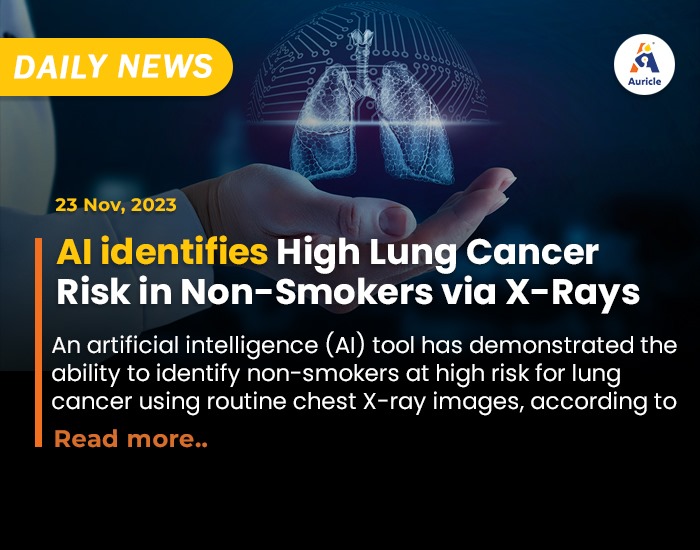 DAILY NEWS
Auricle
23 Nov, 2023
AI identifies High Lung Cancer
Risk in Non-Smokers via X-Rays
An artificial intelligence (AI) tool has demonstrated the
ability to identify non-smokers at high risk for lung
cancer using routine chest X-ray images, according to
Read more..